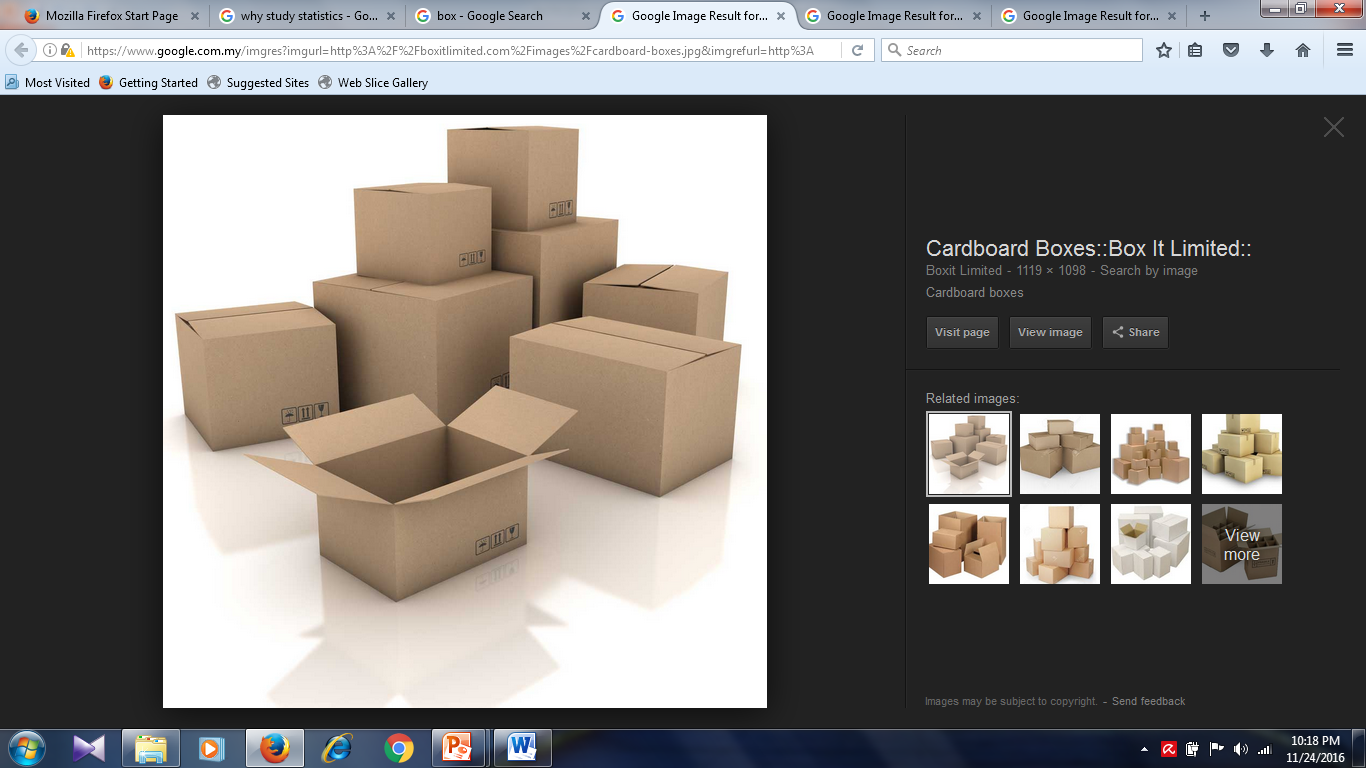 Mozilla Firefox Start Page
why study statistics - Go...
box - Google Search
Google Image Result for...
Google Image Result for...
Google Image Result for...
https://www.google.com.my/imgres?imgurl=http%3A%2F%2Fboxitlimited.com%2Fimages%2Fcardboard-boxes.jpg&imgrefurl=http%3A
Search
Most Visited
Getting Started
Suggested Sites
Web Slice Gallery
Cardboard Boxes::Box It Limited::
Boxit Limited - 1119 × 1098 - Search by image
Cardboard boxes
Visit page
View image
Share
Related images:
View
more
Images may be subject to copyright. - Send feedback
10:18 PM
11/24/2016